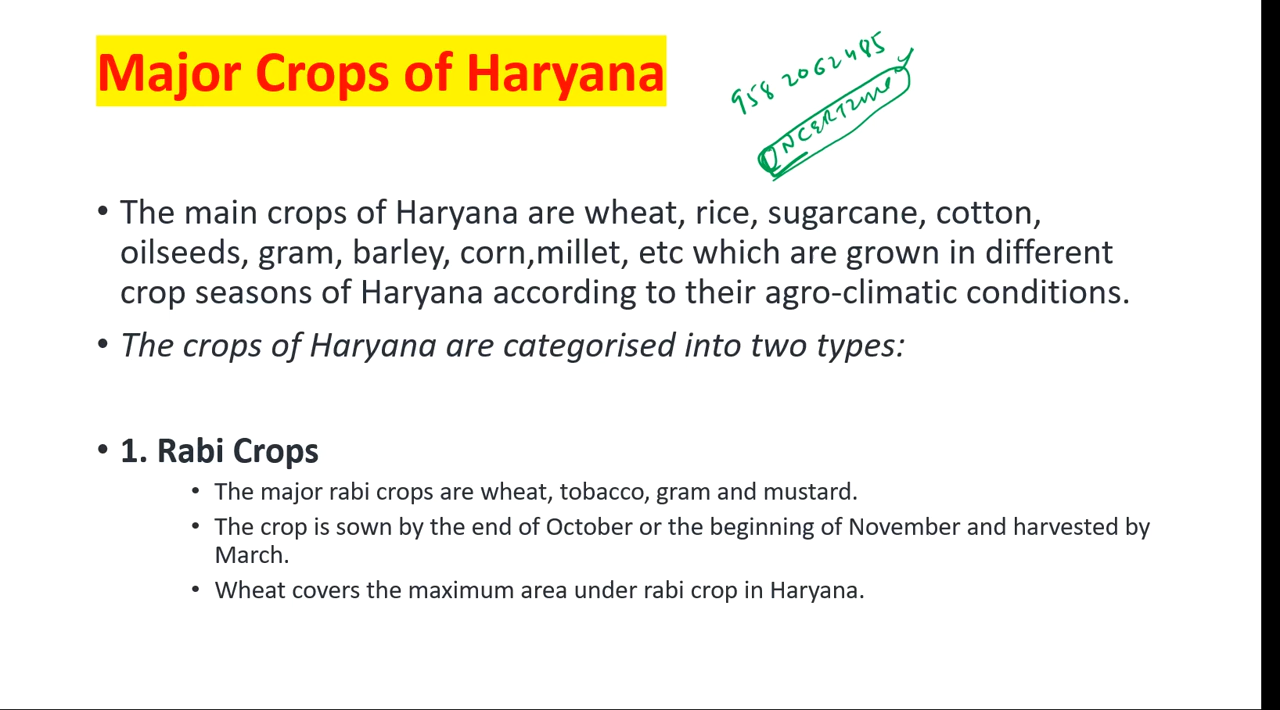 Major Crops of Haryana
9582062485
• The main crops of Haryana are wheat, rice, sugarcane, cotton,
oilseeds, gram, barley, corn,millet, etc which are grown in different
crop seasons of Haryana according to their agro-climatic conditions.
• The crops of Haryana are categorised into two types:
• 1. Rabi Crops
• The major rabi crops are wheat, tobacco, gram and mustard.
• The crop is sown by the end of October or the beginning of November and harvested by
March.
• Wheat covers the maximum area under rabi crop in Haryana.